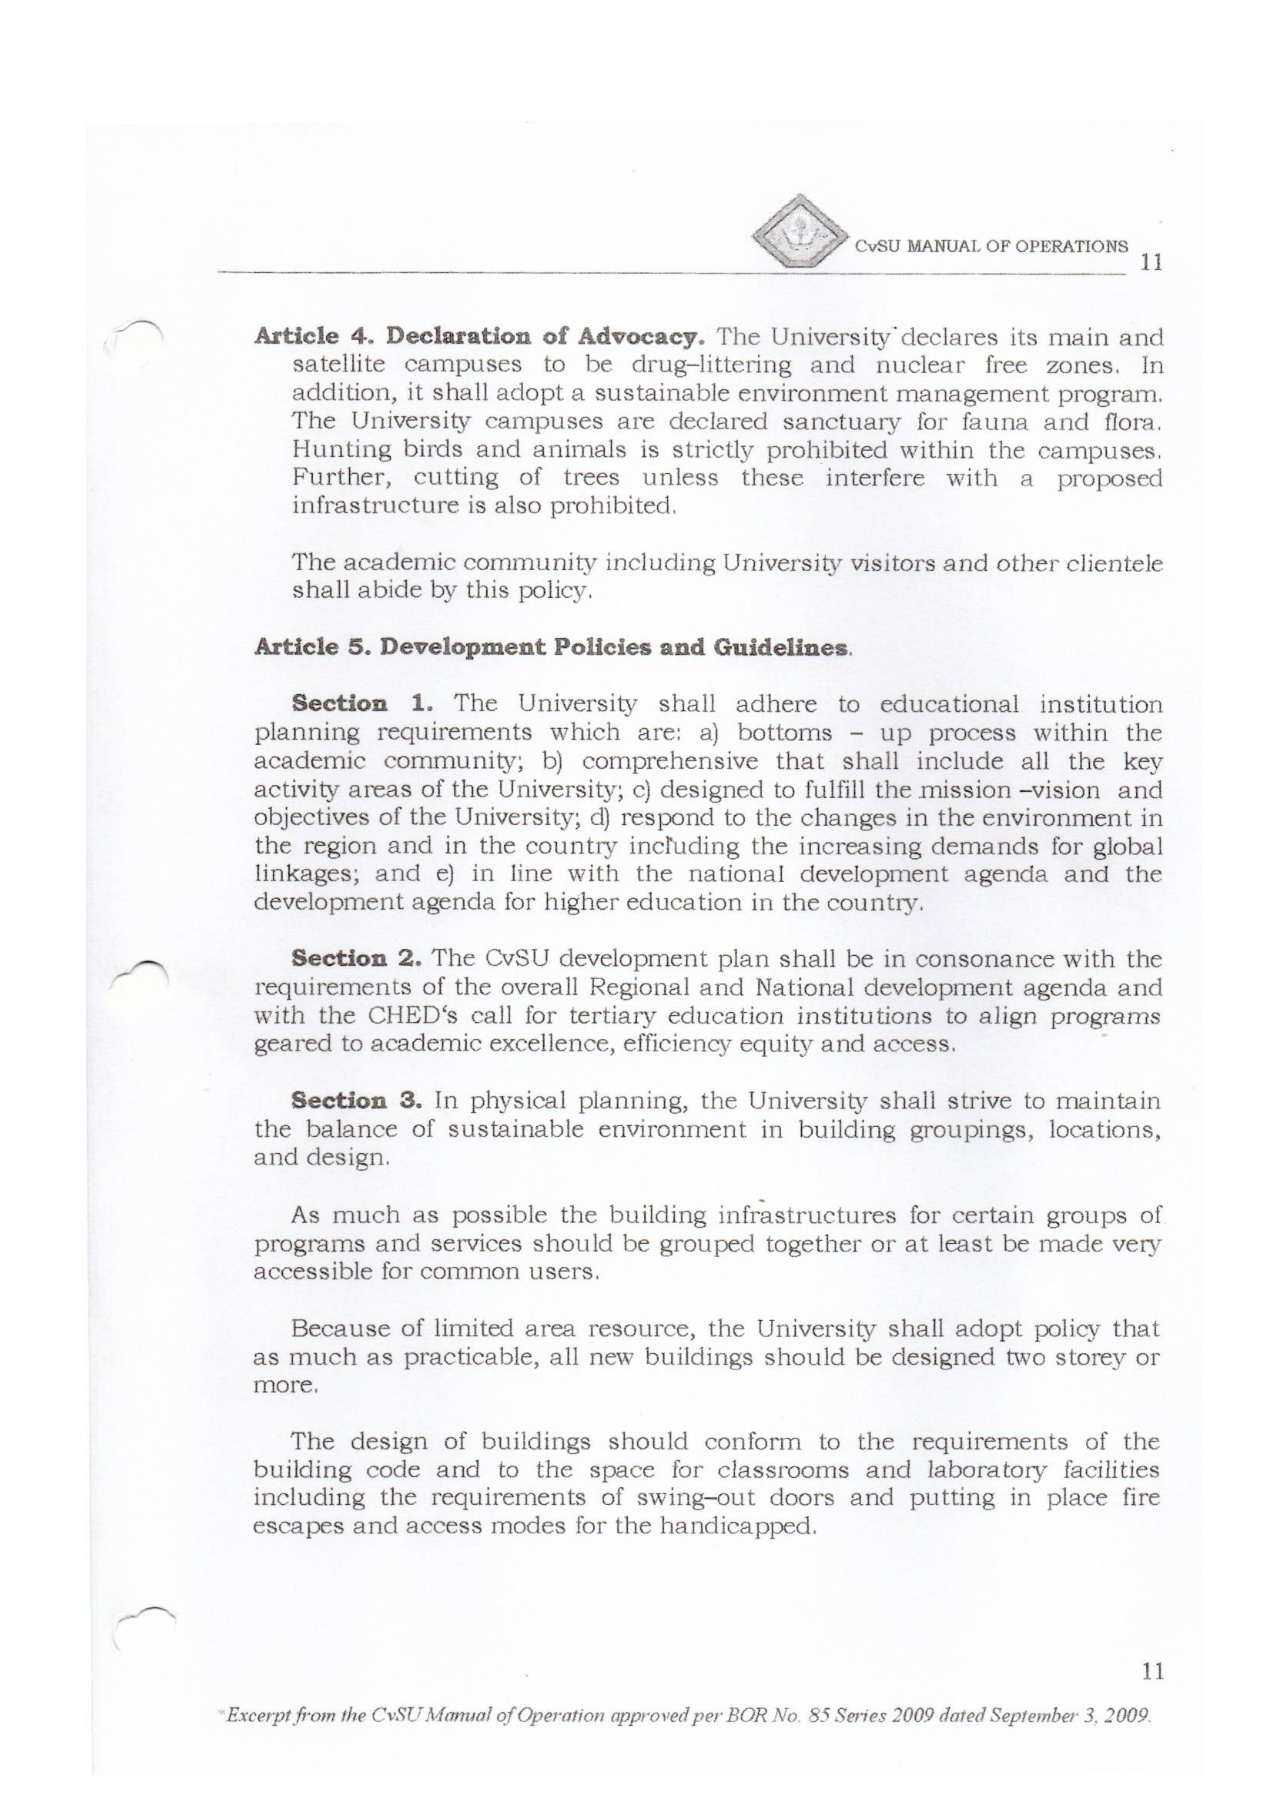 CvSU MANUAL OF OPERATIONS
11
Article 4. Declaration of Advocacy. The University declares its main and
satellite campuses to be drug–littering and nuclear free zones. In
addition, it shall adopt a sustainable environment management program.
The University campuses are declared sanctuary for fauna and flora.
Hunting birds and animals is strictly prohibited within the campuses.
Further, cutting of trees unless these interfere with a proposed
infrastructure is also prohibited.
The academic community including University visitors and other clientele
shall abide by this policy.
Article 5. Development Policies and Guidelines.
Section 1. The University shall adhere to educational institution
planning requirements which are: a) bottoms – up process within the
academic community; b) comprehensive that shall include all the key
activity areas of the University; c) designed to fulfill the mission –vision and
objectives of the University; d) respond to the changes in the environment in
the region and in the country including the increasing demands for global
linkages; and e) in line with the national development agenda and the
development agenda for higher education in the country.
Section 2. The CvSU development plan shall be in consonance with the
requirements of the overall Regional and National development agenda and
with the CHED‘s call for tertiary education institutions to align programs
geared to academic excellence, efficiency equity and access.
Section 3. In physical planning, the University shall strive to maintain
the balance of sustainable environment in building groupings, locations,
and design.
As much as possible the building infrastructures for certain groups of
programs and services should be grouped together or at least be made very
accessible for common users.
Because of limited area resource, the University shall adopt policy that
as much as practicable, all new buildings should be designed two storey or
more.
The design of buildings should conform to the requirements of the
building code and to the space for classrooms and laboratory facilities
including the requirements of swing–out doors and putting in place fire
escapes and access modes for the handicapped.
11
*Excerpt from the CvSU Manual of Operation approved per BOR No. 85 Series 2009 dated September 3, 2009.